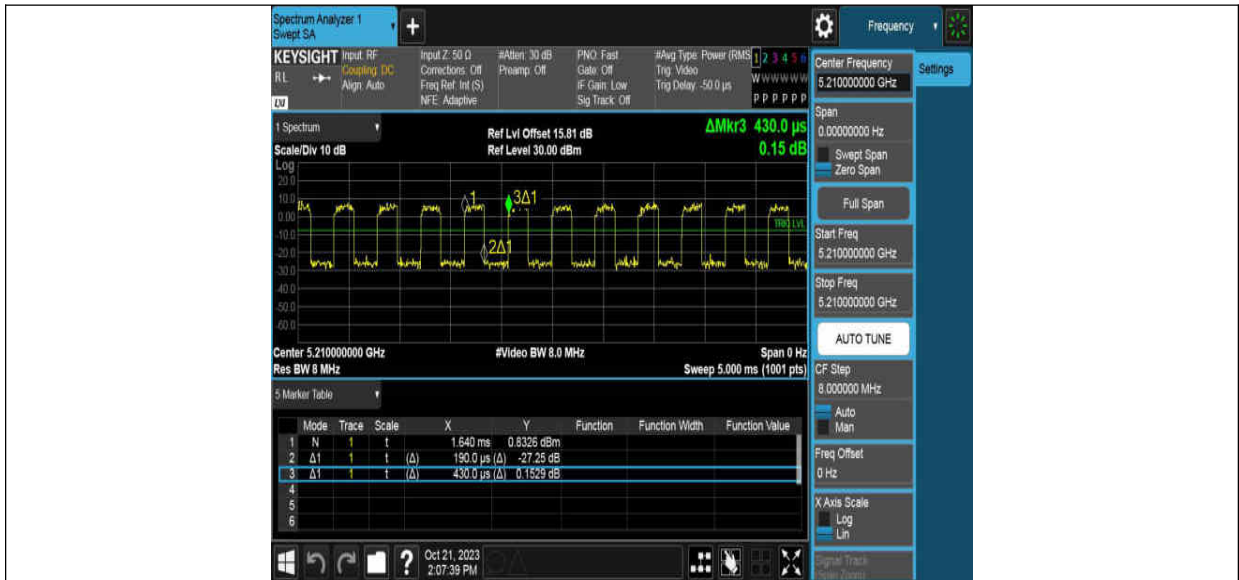 Spectrum Analyzer 1
Swept SA
+
Frequency
KEYSIGHT
RL
LXI
Input: RF
Coupling: DC
Align: Auto
Input Z: 50 Ω
Corrections: Off
Freq Ref: Int (S)
NFE: Adaptive
#Atten: 30 dB
Preamp: Off
PNO: Fast
Gate: Off
IF Gain: Low
Sig Track: Off
#Avg Type: Power (RMS
Trig: Video
Trig Delay: -50.0 µs
1 2 3 4 5 6
W W W W W W
P P P P P P
Center Frequency
5.210000000 GHz
Settings
1 Spectrum
Scale/Div 10 dB
Ref Lvl Offset 15.81 dB
Ref Level 30.00 dBm
ΔMkr3 430.0 µs
0.15 dB
Log
20.0
10.0
0.00
-10.0
-20.0
-30.0
-40.0
-50.0
-60.0
1
3Δ1
2Δ1
TRIG LVL
Center 5.210000000 GHz
#Video BW 8.0 MHz
Span 0 Hz
Res BW 8 MHz
Sweep 5.000 ms (1001 pts)
Span
0.00000000 Hz
Swept Span
Zero Span
Full Span
Start Freq
5.210000000 GHz
Stop Freq
5.210000000 GHz
AUTO TUNE
CF Step
8.000000 MHz
Auto
Man
Freq Offset
0 Hz
X Axis Scale
Log
Lin
Signal Track
(Span Zoom)
5 Marker Table
Mode Trace Scale X Y Function Function Width Function Value
1 N 1 t 1.640 ms 0.8326 dBm
2 Δ1 1 t (Δ) 190.0 µs (Δ) -27.25 dB
3 Δ1 1 t (Δ) 430.0 µs (Δ) 0.1529 dB
4
5
6
?
Oct 21, 2023
2:07:39 PM